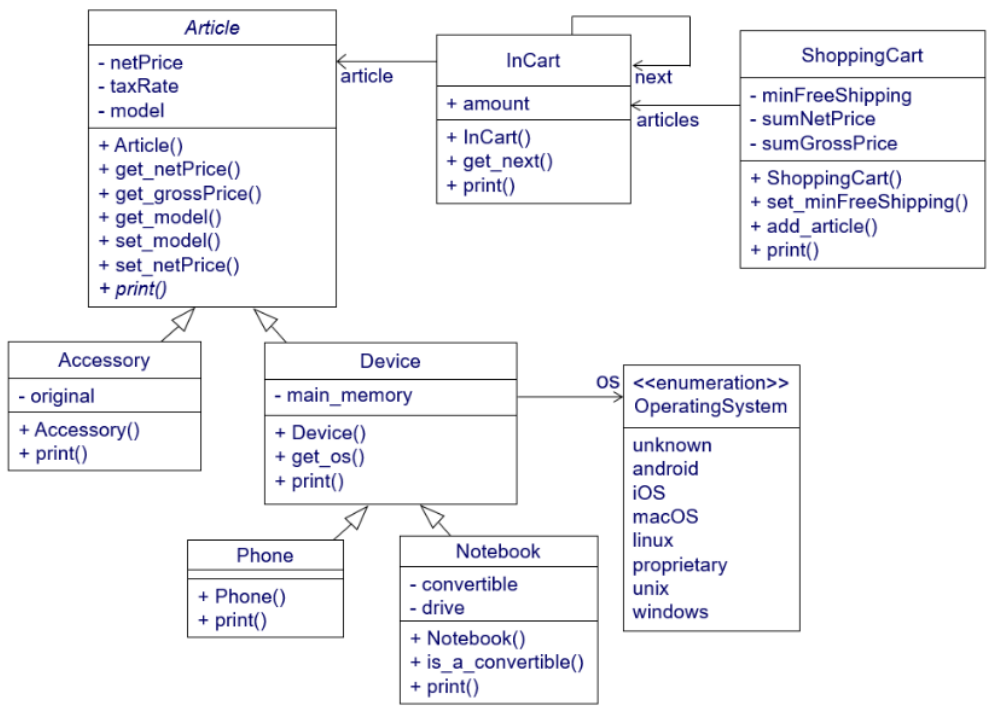 Article
- netPrice
- taxRate
- model
+ Article()
+ get_netPrice()
+ get_grossPrice()
+ get_model()
+ set_model()
+ set_netPrice()
+ print()
article
InCart
+ amount
+ InCart()
+ get_next()
+ print()
next
articles
ShoppingCart
- minFreeShipping
- sumNetPrice
- sumGrossPrice
+ ShoppingCart()
+ set_minFreeShipping()
+ add_article()
+ print()
Accessory
- original
+ Accessory()
+ print()
Device
- main_memory
+ Device()
+ get_os()
+ print()
os
<<enumeration>>
OperatingSystem
unknown
android
iOS
macOS
linux
proprietary
unix
windows
Phone
+ Phone()
+ print()
Notebook
- convertible
- drive
+ Notebook()
+ is_a_convertible()
+ print()